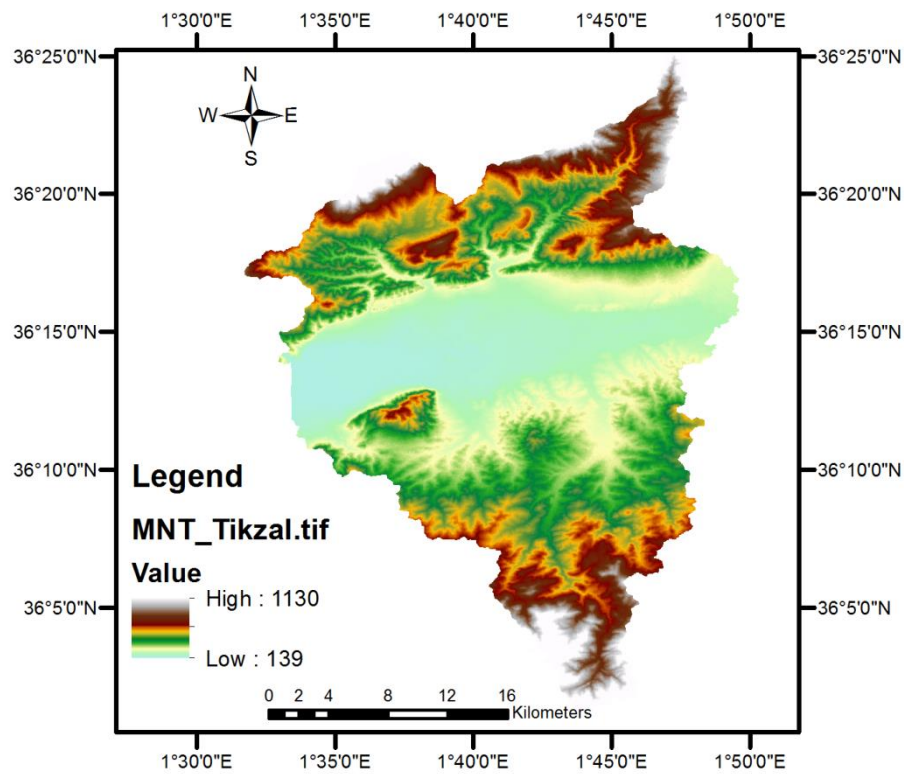 1°30'0"E 1°35'0"E 1°40'0"E 1°45'0"E 1°50'0"E
36°25'0"N 36°25'0"N
N
W E
S
36°20'0"N 36°20'0"N
36°15'0"N 36°15'0"N
36°10'0"N 36°10'0"N
Legend
MNT_Tikzal.tif
Value
High : 1130
36°5'0"N 36°5'0"N
Low : 139
0 2 4 8 12 16
Kilometers
1°30'0"E 1°35'0"E 1°40'0"E 1°45'0"E 1°50'0"E